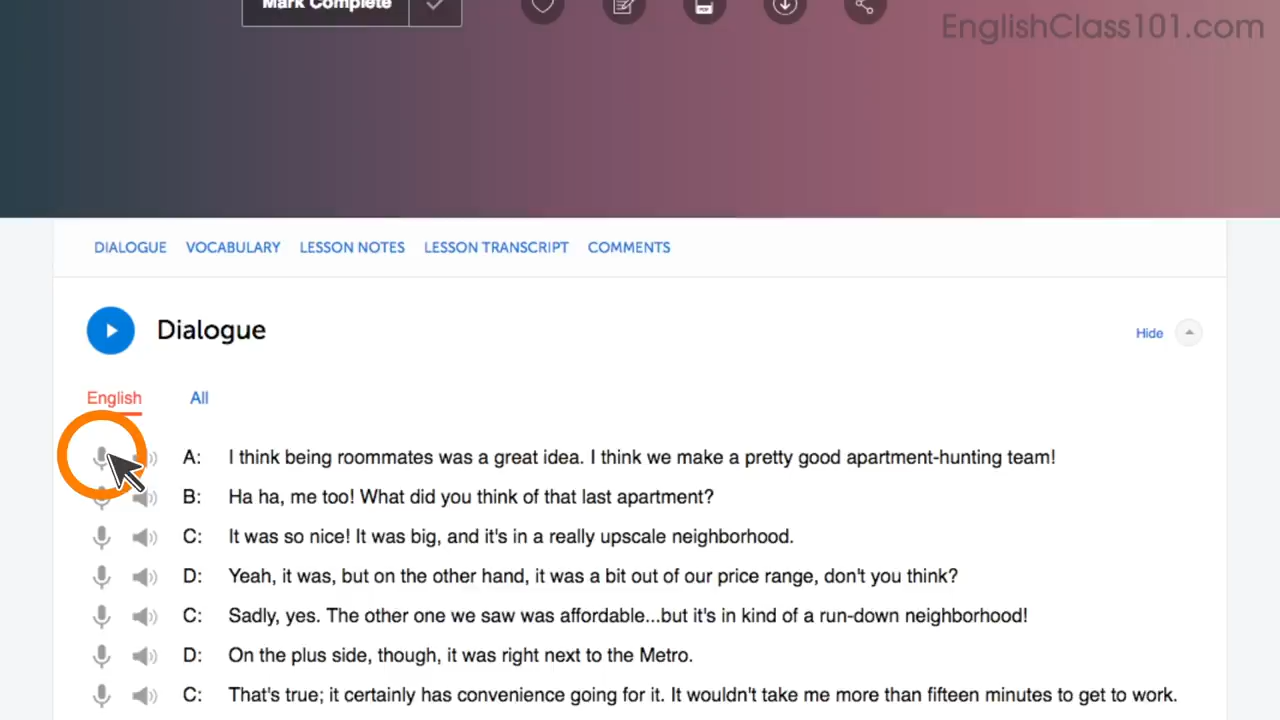 Mark Complete
EnglishClass101.com
PDF
DIALOGUE VOCABULARY LESSON NOTES LESSON TRANSCRIPT COMMENTS
Dialogue
Hide
English All
A: I think being roommates was a great idea. I think we make a pretty good apartment-hunting team!
B: Ha ha, me too! What did you think of that last apartment?
C: It was so nice! It was big, and it's in a really upscale neighborhood.
D: Yeah, it was, but on the other hand, it was a bit out of our price range, don't you think?
C: Sadly, yes. The other one we saw was affordable...but it's in kind of a run-down neighborhood!
D: On the plus side, though, it was right next to the Metro.
C: That's true; it certainly has convenience going for it. It wouldn't take me more than fifteen minutes to get to work.